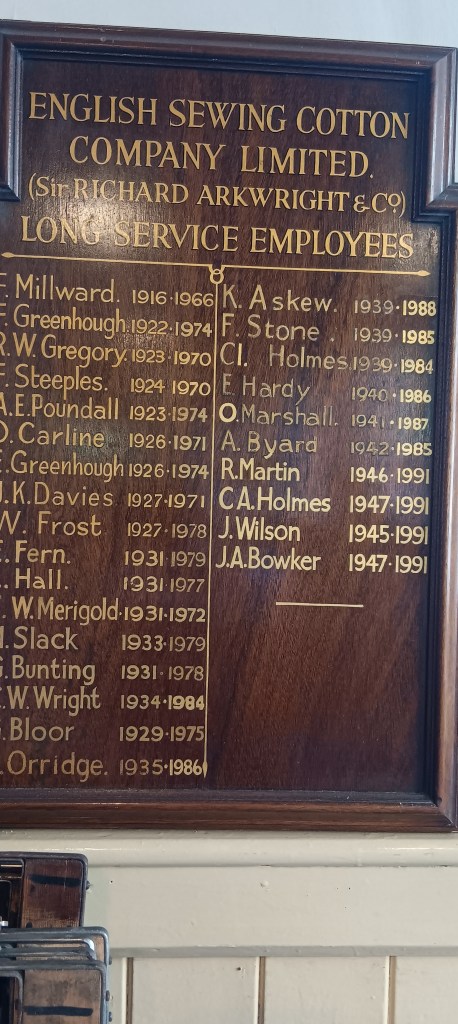 ENGLISH SEWING COTTON
COMPANY LIMITED.
(Sir RICHARD ARKWRIGHT & Co)
LONG SERVICE EMPLOYEES
Millward. 1916·1966
Greenhough. 1922·1974
R.W.Gregory. 1923·1970
F. Steeples. 1924 1970
A.E.Poundall 1923·1974
D. Carline 1926·1971
E.Greenhough 1926·1974
J.K.Davies 1927·1971
W. Frost 1927·1978
Fern. 1931·1979
Hall. 1931·1977
W.Merigold·1931·1972
Slack 1933·1979
G.Bunting 1931·1978
W.Wright 1934·1984
Bloor 1929·1975
Orridge. 1935·1986
K. Askew. 1939·1988
F. Stone . 1939·1985
Cl. Holmes 1939·1984
E Hardy 1940·1986
O.Marshall. 1941·1987
A. Byard 1942·1985
R.Martin 1946·1991
C.A.Holmes 1947·1991
J.Wilson 1945·1991
J.A.Bowker 1947·1991